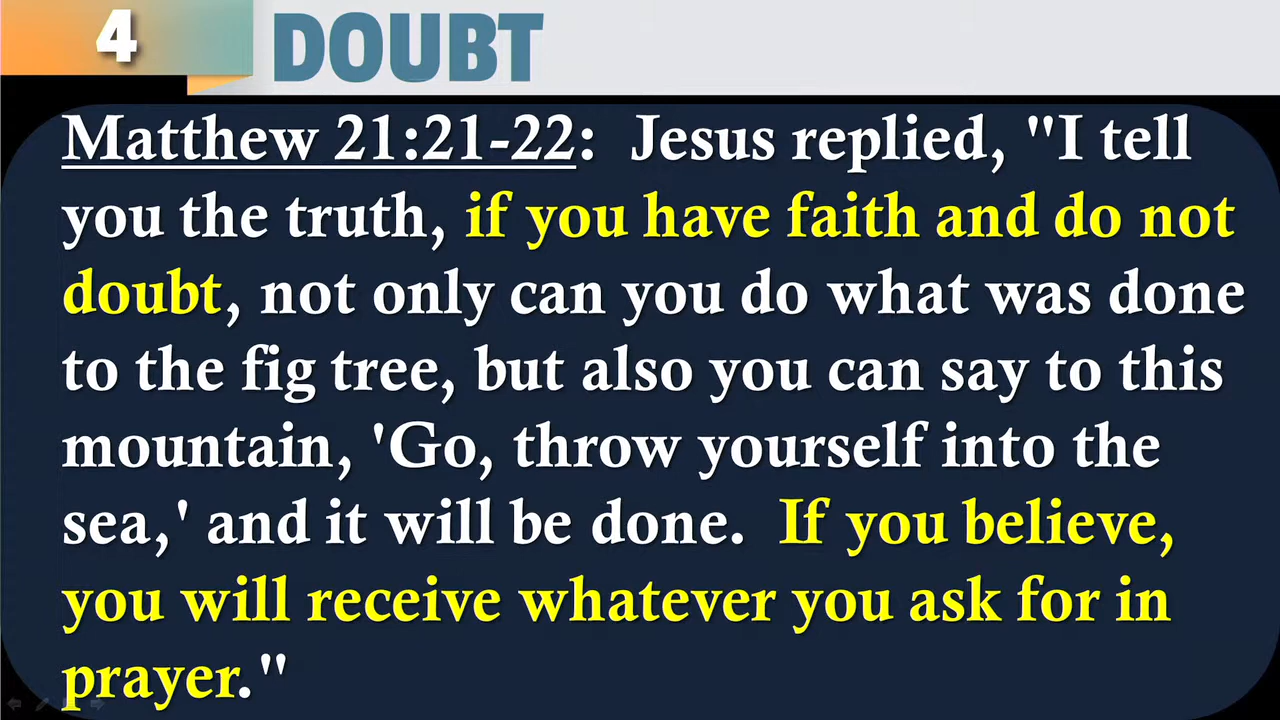 4 DOUBT
Matthew 21:21-22:  Jesus replied, "I tell
you the truth, if you have faith and do not
doubt, not only can you do what was done
to the fig tree, but also you can say to this
mountain, 'Go, throw yourself into the
sea,' and it will be done.  If you believe,
you will receive whatever you ask for in
prayer."